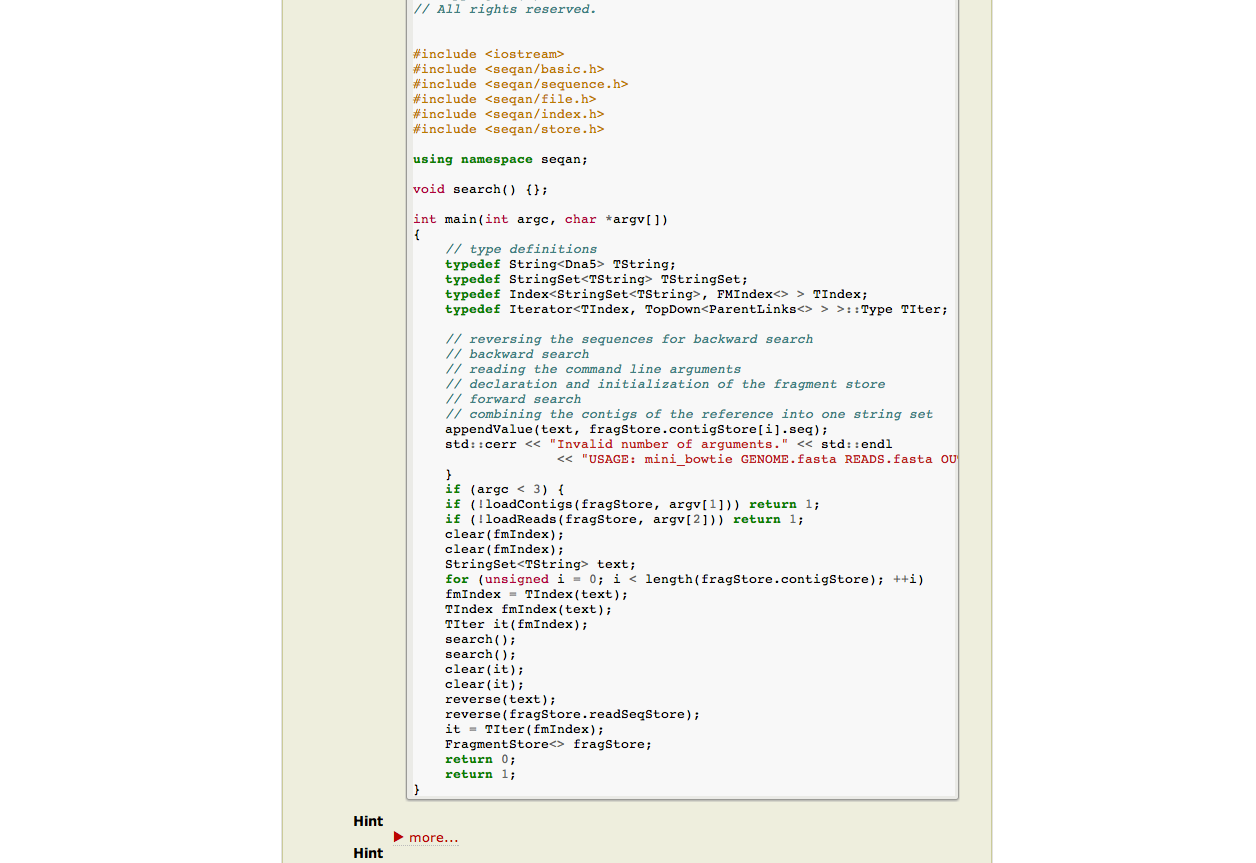 // All rights reserved.
#include <iostream>
#include <seqan/basic.h>
#include <seqan/sequence.h>
#include <seqan/file.h>
#include <seqan/index.h>
#include <seqan/store.h>
using namespace seqan;
void search() {};
int main(int argc, char *argv[])
{
// type definitions
typedef String<Dna5> TString;
typedef StringSet<TString> TStringSet;
typedef Index<StringSet<TString>, FMIndex<> > TIndex;
typedef Iterator<TIndex, TopDown<ParentLinks<> > >::Type TIter;
// reversing the sequences for backward search
// backward search
// reading the command line arguments
// declaration and initialization of the fragment store
// forward search
// combining the contigs of the reference into one string set
appendValue(text, fragStore.contigStore[i].seq);
std::cerr << "Invalid number of arguments." << std::endl
<< "USAGE: mini_bowtie GENOME.fasta READS.fasta
}
if (argc < 3) {
if (!loadContigs(fragStore, argv[1])) return 1;
if (!loadReads(fragStore, argv[2])) return 1;
clear(fmIndex);
clear(fmIndex);
StringSet<TString> text;
for (unsigned i = 0; i < length(fragStore.contigStore); ++i)
fmIndex = TIndex(text);
TIndex fmIndex(text);
TIter it(fmIndex);
search();
search();
clear(it);
clear(it);
reverse(text);
reverse(fragStore.readSeqStore);
it = TIter(fmIndex);
FragmentStore<> fragStore;
return 0;
return 1;
}
Hint
more...
Hint